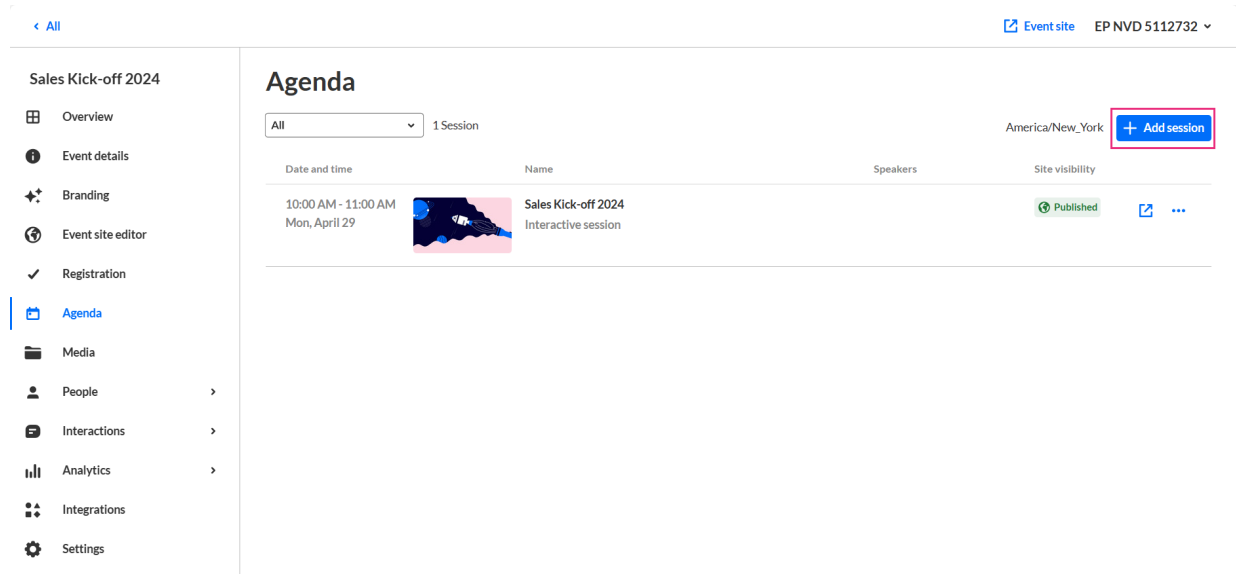 All
Event site
EP NVD 5112732
Sales Kick-off 2024
Overview
Event details
Branding
Event site editor
Registration
Agenda
Media
People
Interactions
Analytics
Integrations
Settings
Agenda
All
1 Session
America/New_York
Add session
Date and time
Name
Speakers
Site visibility
10:00 AM - 11:00 AM
Mon, April 29
Sales Kick-off 2024
Interactive session
Published